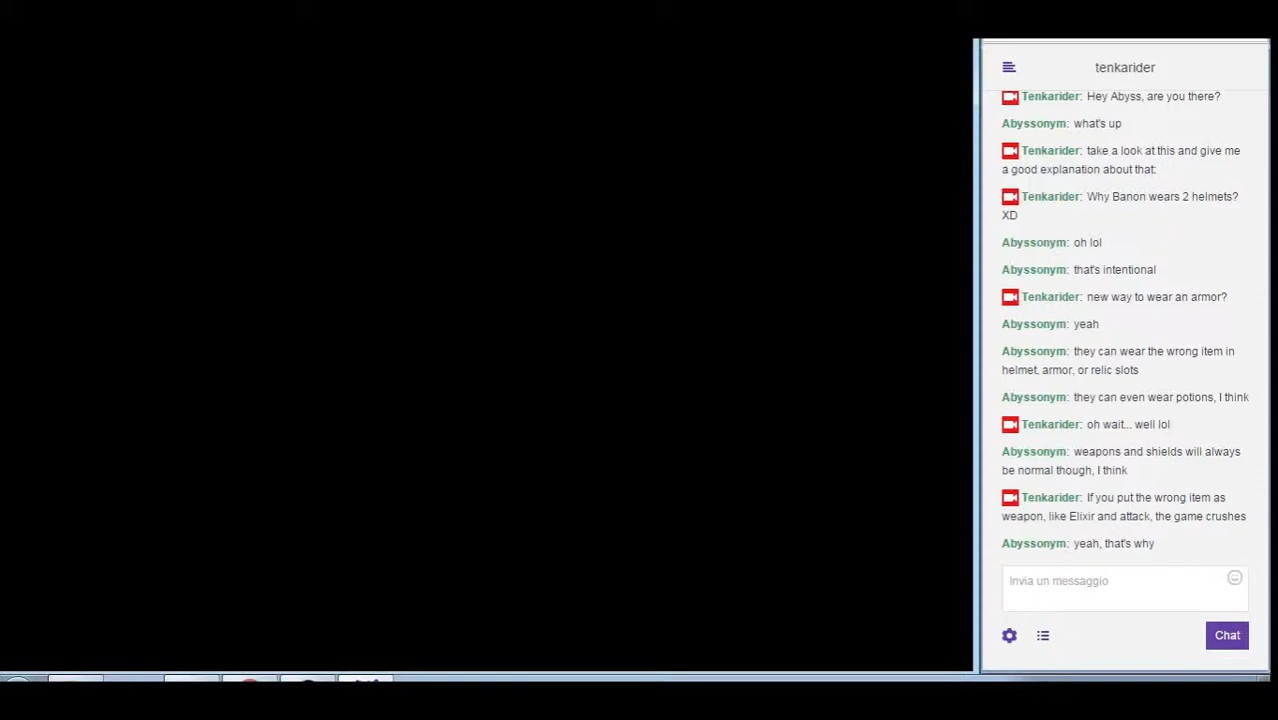 tenkarider
Tenkarider: Hey Abyss, are you there?
Abyssonym: what's up
Tenkarider: take a look at this and give me
a good explanation about that:
Tenkarider: Why Banon wears 2 helmets?
XD
Abyssonym: oh lol
Abyssonym: that's intentional
Tenkarider: new way to wear an armor?
Abyssonym: yeah
Abyssonym: they can wear the wrong item in
helmet, armor, or relic slots
Abyssonym: they can even wear potions, I think
Tenkarider: oh wait... well lol
Abyssonym: weapons and shields will always
be normal though, I think
Tenkarider: If you put the wrong item as
weapon, like Elixir and attack, the game crushes
Abyssonym: yeah, that's why
Invia un messaggio
Chat